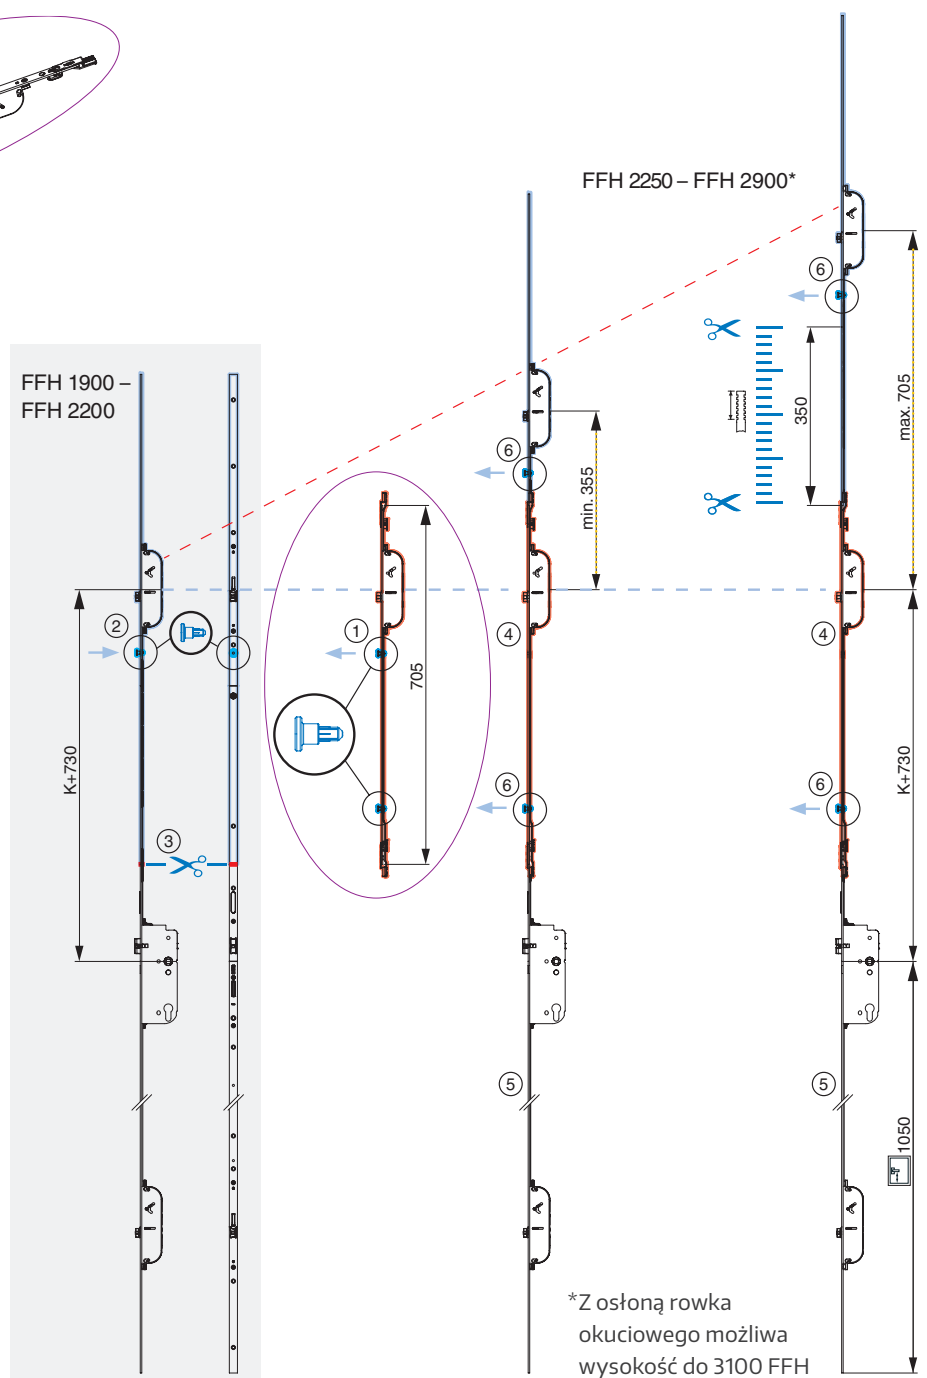 FFH 2250 – FFH 2900*
6
max. 705
350
FFH 1900 –
FFH 2200
6
min. 355
2
1
4
4
705
K+730
K+730
6
6
3
5
5
1050
*Z osłoną rowka
okuciowego możliwa
wysokość do 3100 FFH